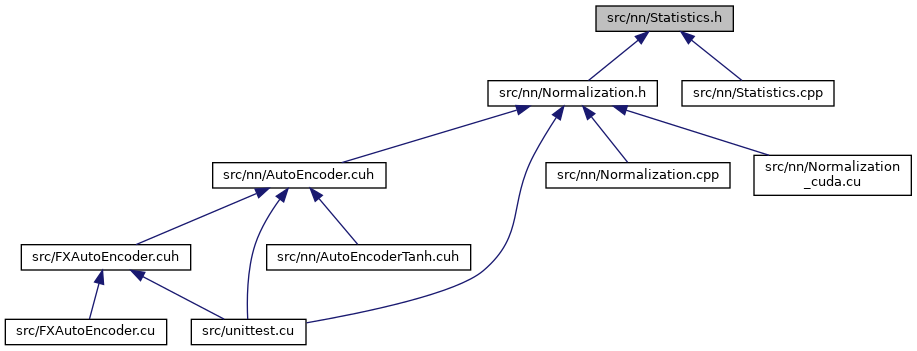 src/nn/Statistics.h
src/nn/Normalization.h
src/nn/Statistics.cpp
src/nn/AutoEncoder.cuh
src/nn/Normalization.cpp
src/nn/Normalization
_cuda.cu
src/FXAutoEncoder.cuh
src/nn/AutoEncoderTanh.cuh
src/FXAutoEncoder.cu
src/unittest.cu